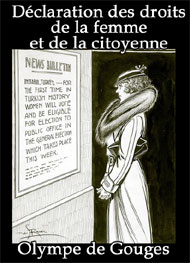 Déclaration des droits
de la femme
et de la citoyenne
NEWS BULLETIN
ISTANBUL, TURKEY, — FOR
THE FIRST TIME IN
TURKISH HISTORY
WOMEN WILL VOTE
AND BE ELIGIBLE
FOR ELECTION TO
PUBLIC OFFICE IN
THE GENERAL ELECTION
WHICH TAKES PLACE
THIS WEEK.
Olympe de Gouges